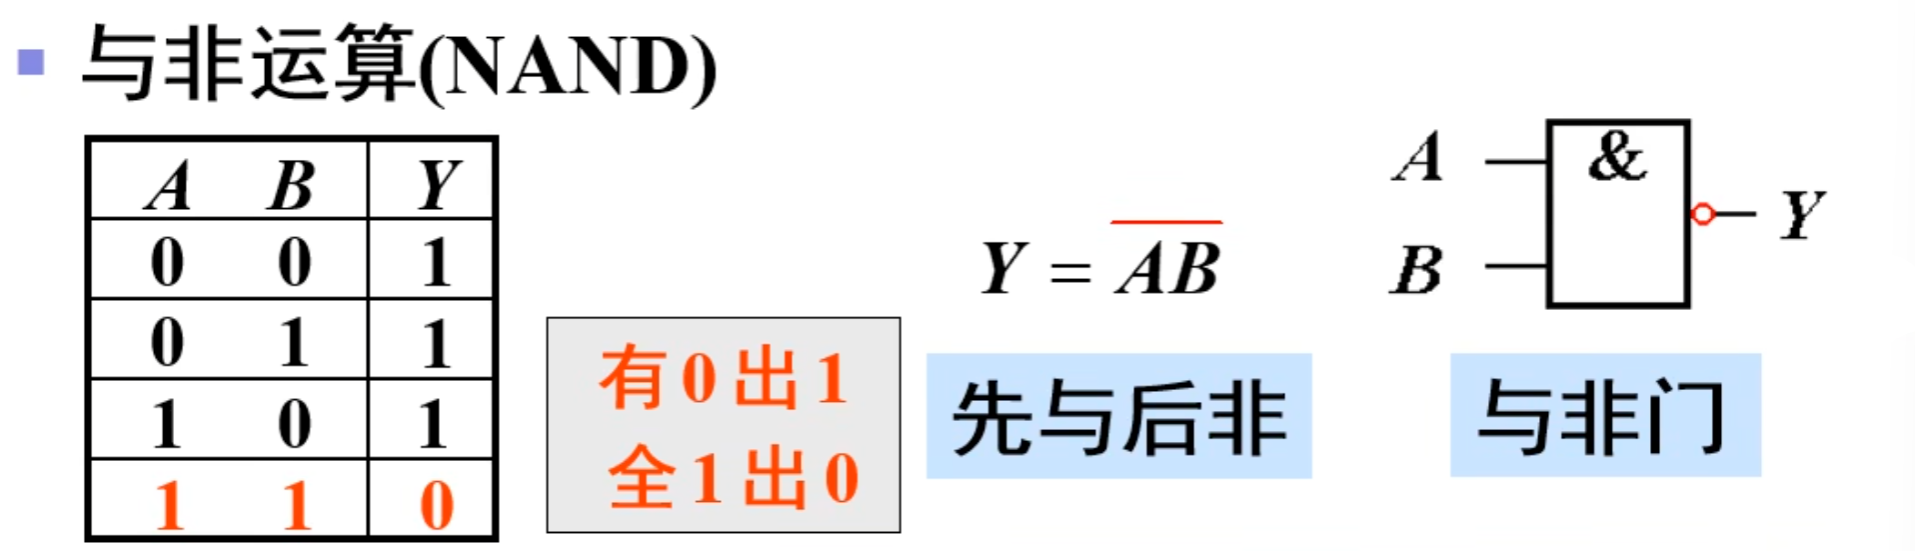 与非运算(NAND)
A B Y
0 0 1
0 1 1
1 0 1
1 1 0
有0出1
全1出0
Y = \overline{AB}
先与后非
A
&
B
Y
与非门